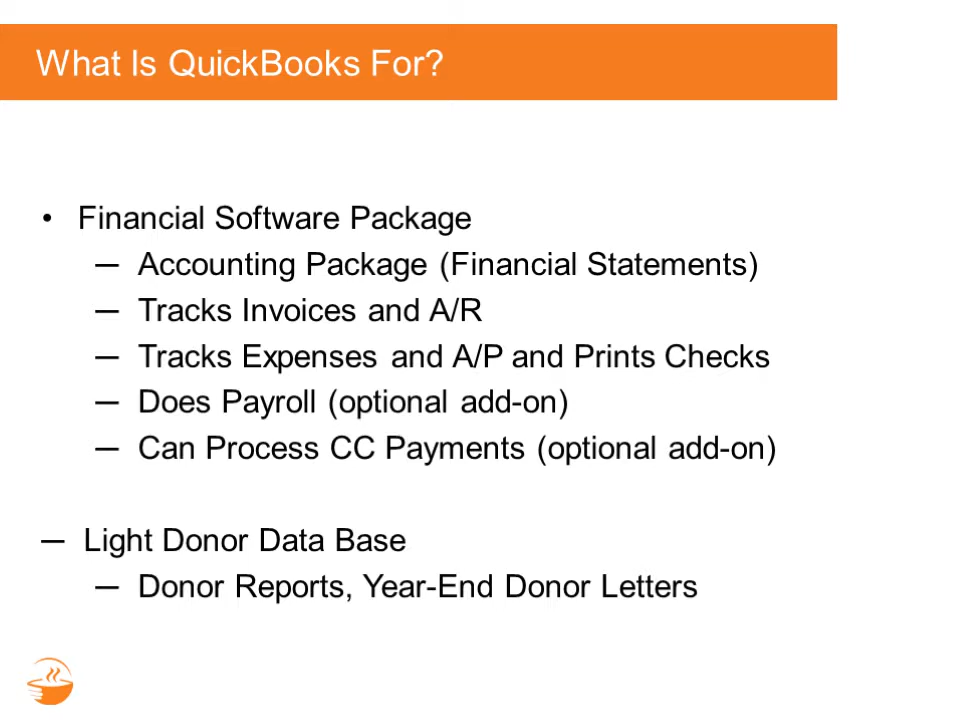 What Is QuickBooks For?
• Financial Software Package
— Accounting Package (Financial Statements)
— Tracks Invoices and A/R
— Tracks Expenses and A/P and Prints Checks
— Does Payroll (optional add-on)
— Can Process CC Payments (optional add-on)
— Light Donor Data Base
— Donor Reports, Year-End Donor Letters